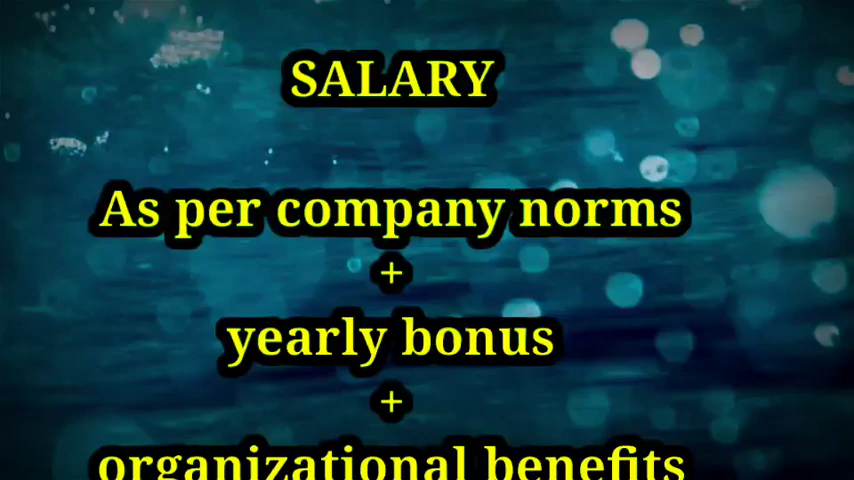 SALARY
As per company norms
+
yearly bonus
+
organizational benefits